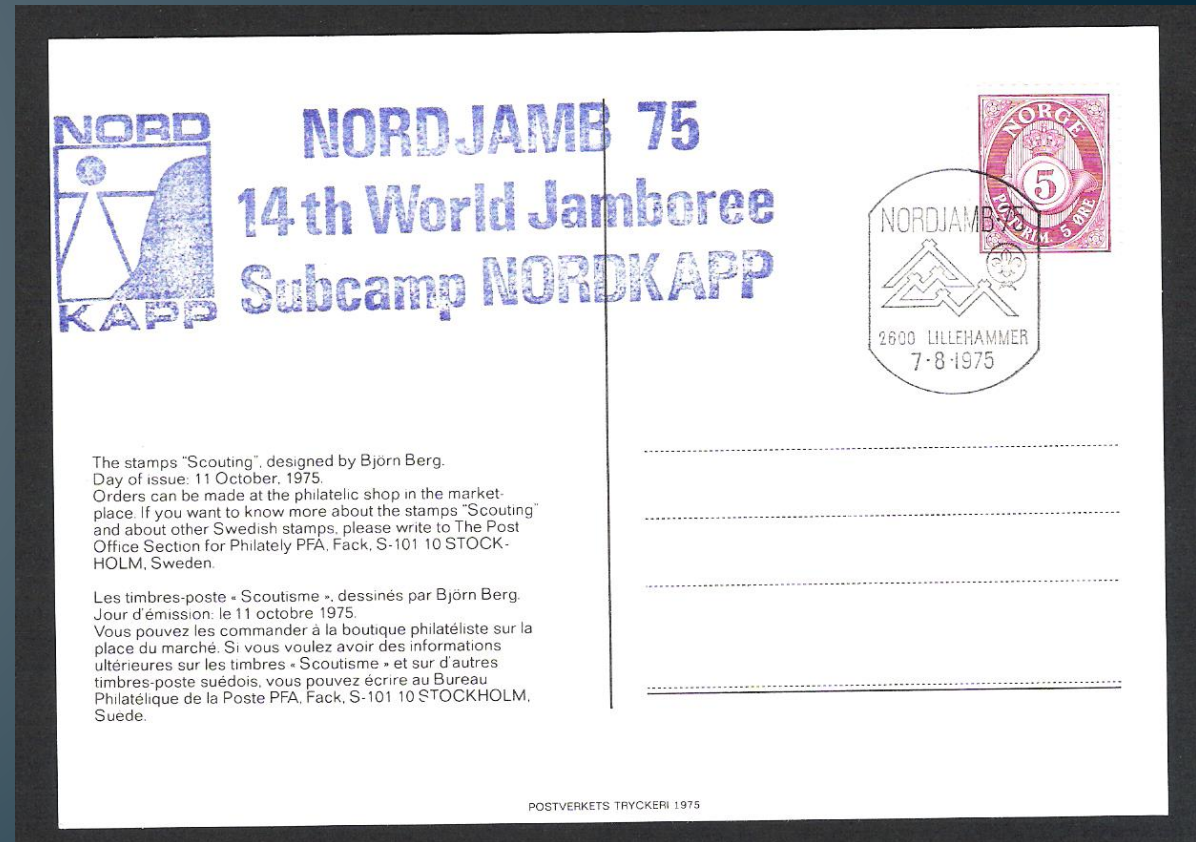 NORD
KAPP
NORDJAMB 75
14th World Jamboree
Subcamp NORDKAPP
NORGE
5
POSTFRIM. 5 ØRE
NORDJAMB-75
2600 LILLEHAMMER
7-8-1975
The stamps "Scouting", designed by Björn Berg.
Day of issue: 11 October, 1975.
Orders can be made at the philatelic shop in the market-
place. If you want to know more about the stamps "Scouting"
and about other Swedish stamps, please write to The Post
Office Section for Philately PFA, Fack, S-101 10 STOCK-
HOLM, Sweden.
Les timbres-poste « Scoutisme », dessinés par Björn Berg.
Jour d'émission: le 11 octobre 1975.
Vous pouvez les commander à la boutique philatéliste sur la
place du marché. Si vous voulez avoir des informations
ultérieures sur les timbres « Scoutisme » et sur d'autres
timbres-poste suédois, vous pouvez écrire au Bureau
Philatélique de la Poste PFA, Fack, S-101 10 STOCKHOLM,
Suede.
POSTVERKETS TRYCKERI 1975